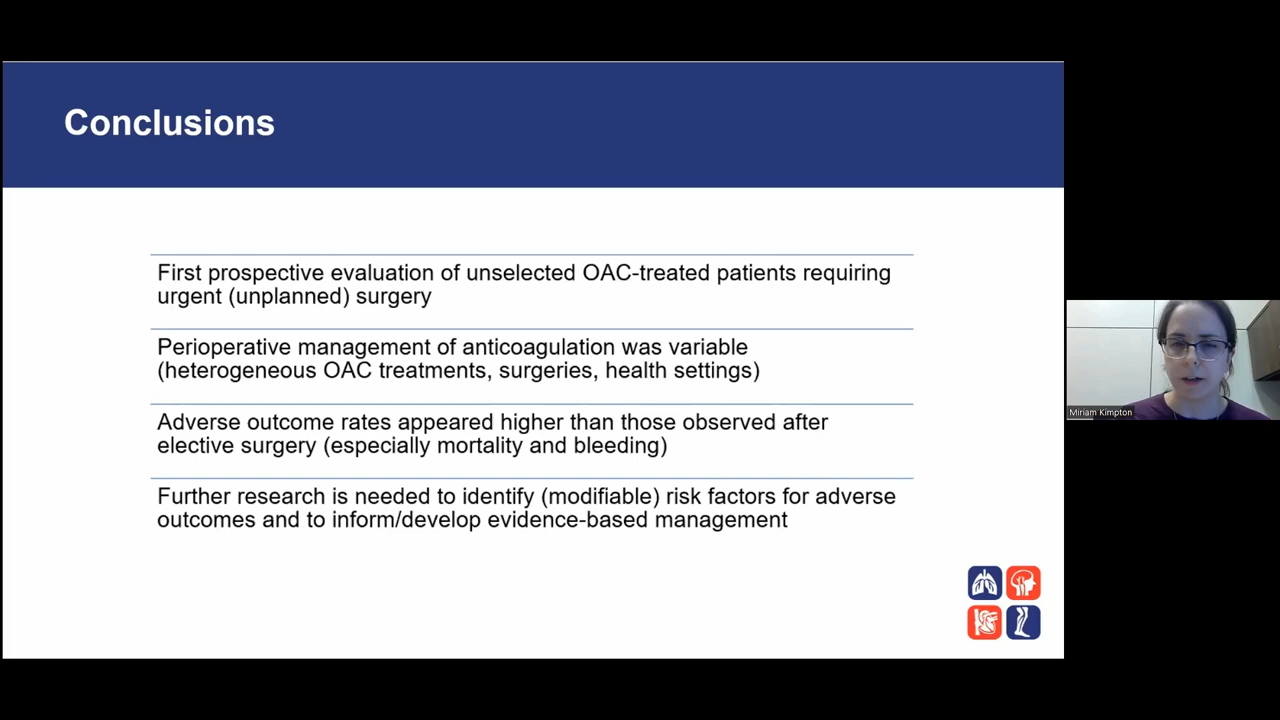 Conclusions
First prospective evaluation of unselected OAC-treated patients requiring
urgent (unplanned) surgery
Perioperative management of anticoagulation was variable
(heterogeneous OAC treatments, surgeries, health settings)
Adverse outcome rates appeared higher than those observed after
elective surgery (especially mortality and bleeding)
Further research is needed to identify (modifiable) risk factors for adverse
outcomes and to inform/develop evidence-based management
Miriam Kimpton